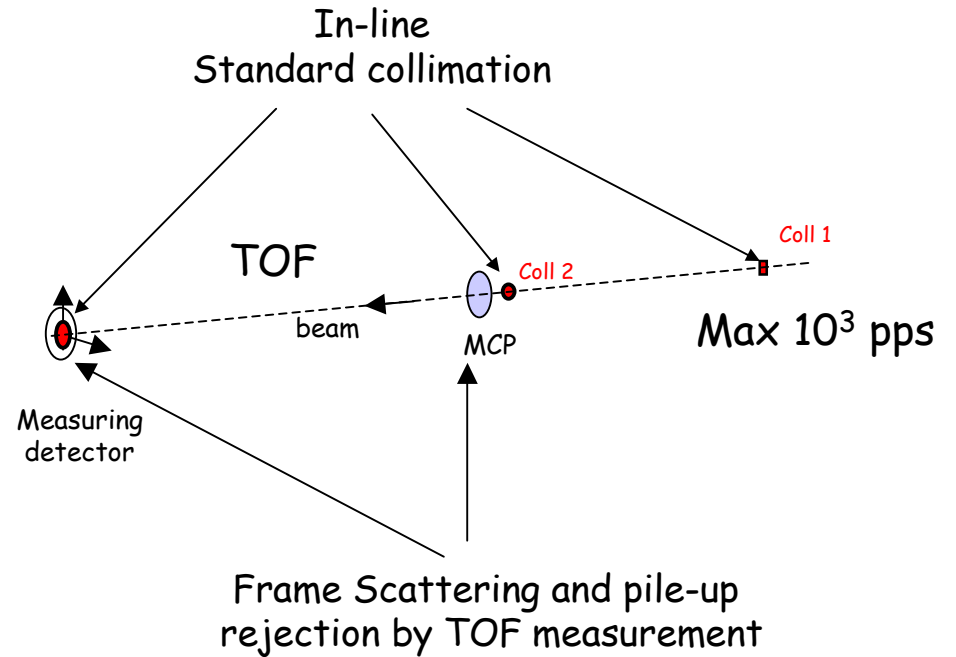 In-line
Standard collimation
Coll 1
TOF
Coll 2
beam
MCP
Max 10³ pps
Measuring
detector
Frame Scattering and pile-up
rejection by TOF measurement